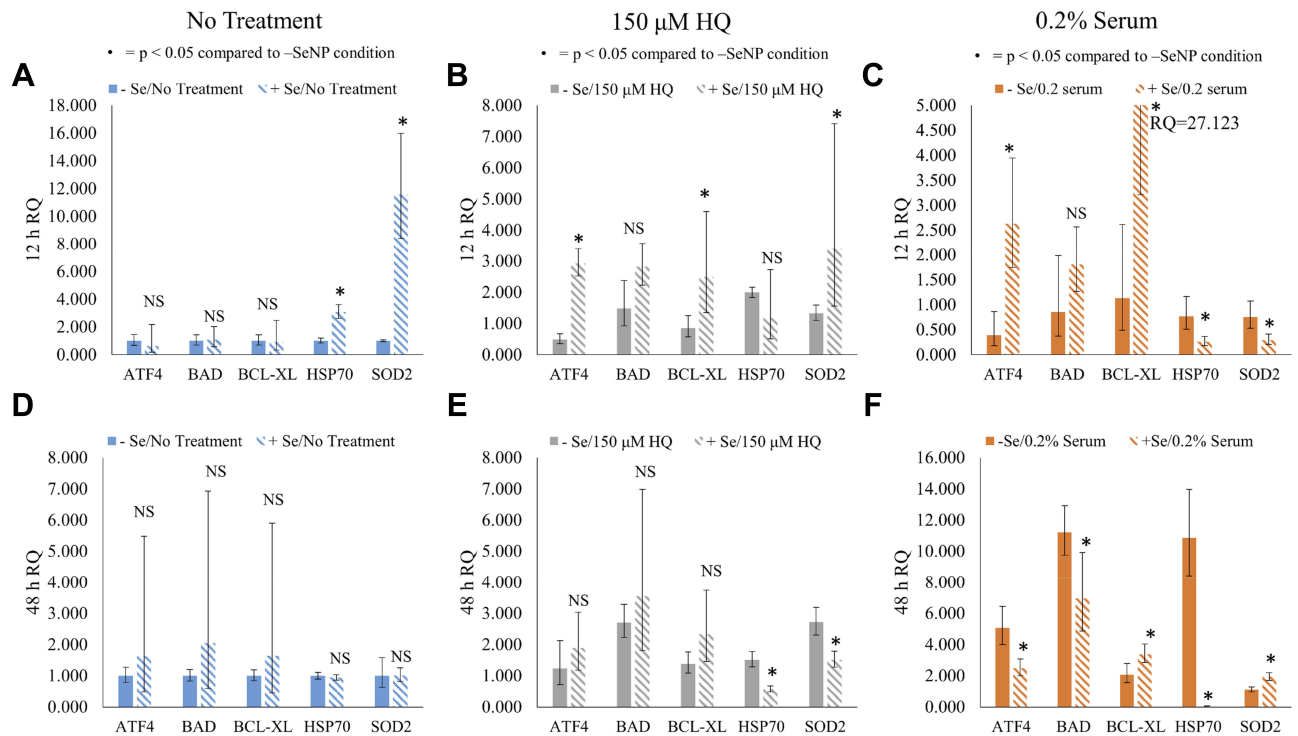 No Treatment
150 µM HQ
0.2% Serum
• = p < 0.05 compared to –SeNP condition
• = p < 0.05 compared to –SeNP condition
• = p < 0.05 compared to –SeNP condition
A
- Se/No Treatment
+ Se/No Treatment
18.000
16.000
14.000
12.000
10.000
8.000
6.000
4.000
2.000
0.000
12 h RQ
NS
NS
NS
*
*
ATF4
BAD
BCL-XL
HSP70
SOD2
B
- Se/150 µM HQ
+ Se/150 µM HQ
8.000
7.000
6.000
5.000
4.000
3.000
2.000
1.000
0.000
12 h RQ
*
NS
*
NS
*
ATF4
BAD
BCL-XL
HSP70
SOD2
C
-Se/0.2 serum
+ Se/0.2 serum
5.000
4.500
4.000
3.500
3.000
2.500
2.000
1.500
1.000
0.500
0.000
12 h RQ
*
NS
*
RQ=27.123
*
*
ATF4
BAD
BCL-XL
HSP70
SOD2
D
- Se/No Treatment
+ Se/No Treatment
8.000
7.000
6.000
5.000
4.000
3.000
2.000
1.000
0.000
48 h RQ
NS
NS
NS
NS
NS
ATF4
BAD
BCL-XL
HSP70
SOD2
E
- Se/150 µM HQ
+ Se/150 µM HQ
8.000
7.000
6.000
5.000
4.000
3.000
2.000
1.000
0.000
48 h RQ
NS
NS
NS
*
*
ATF4
BAD
BCL-XL
HSP70
SOD2
F
-Se/0.2% Serum
+Se/0.2% Serum
16.000
14.000
12.000
10.000
8.000
6.000
4.000
2.000
0.000
48 h RQ
*
*
*
*
*
ATF4
BAD
BCL-XL
HSP70
SOD2